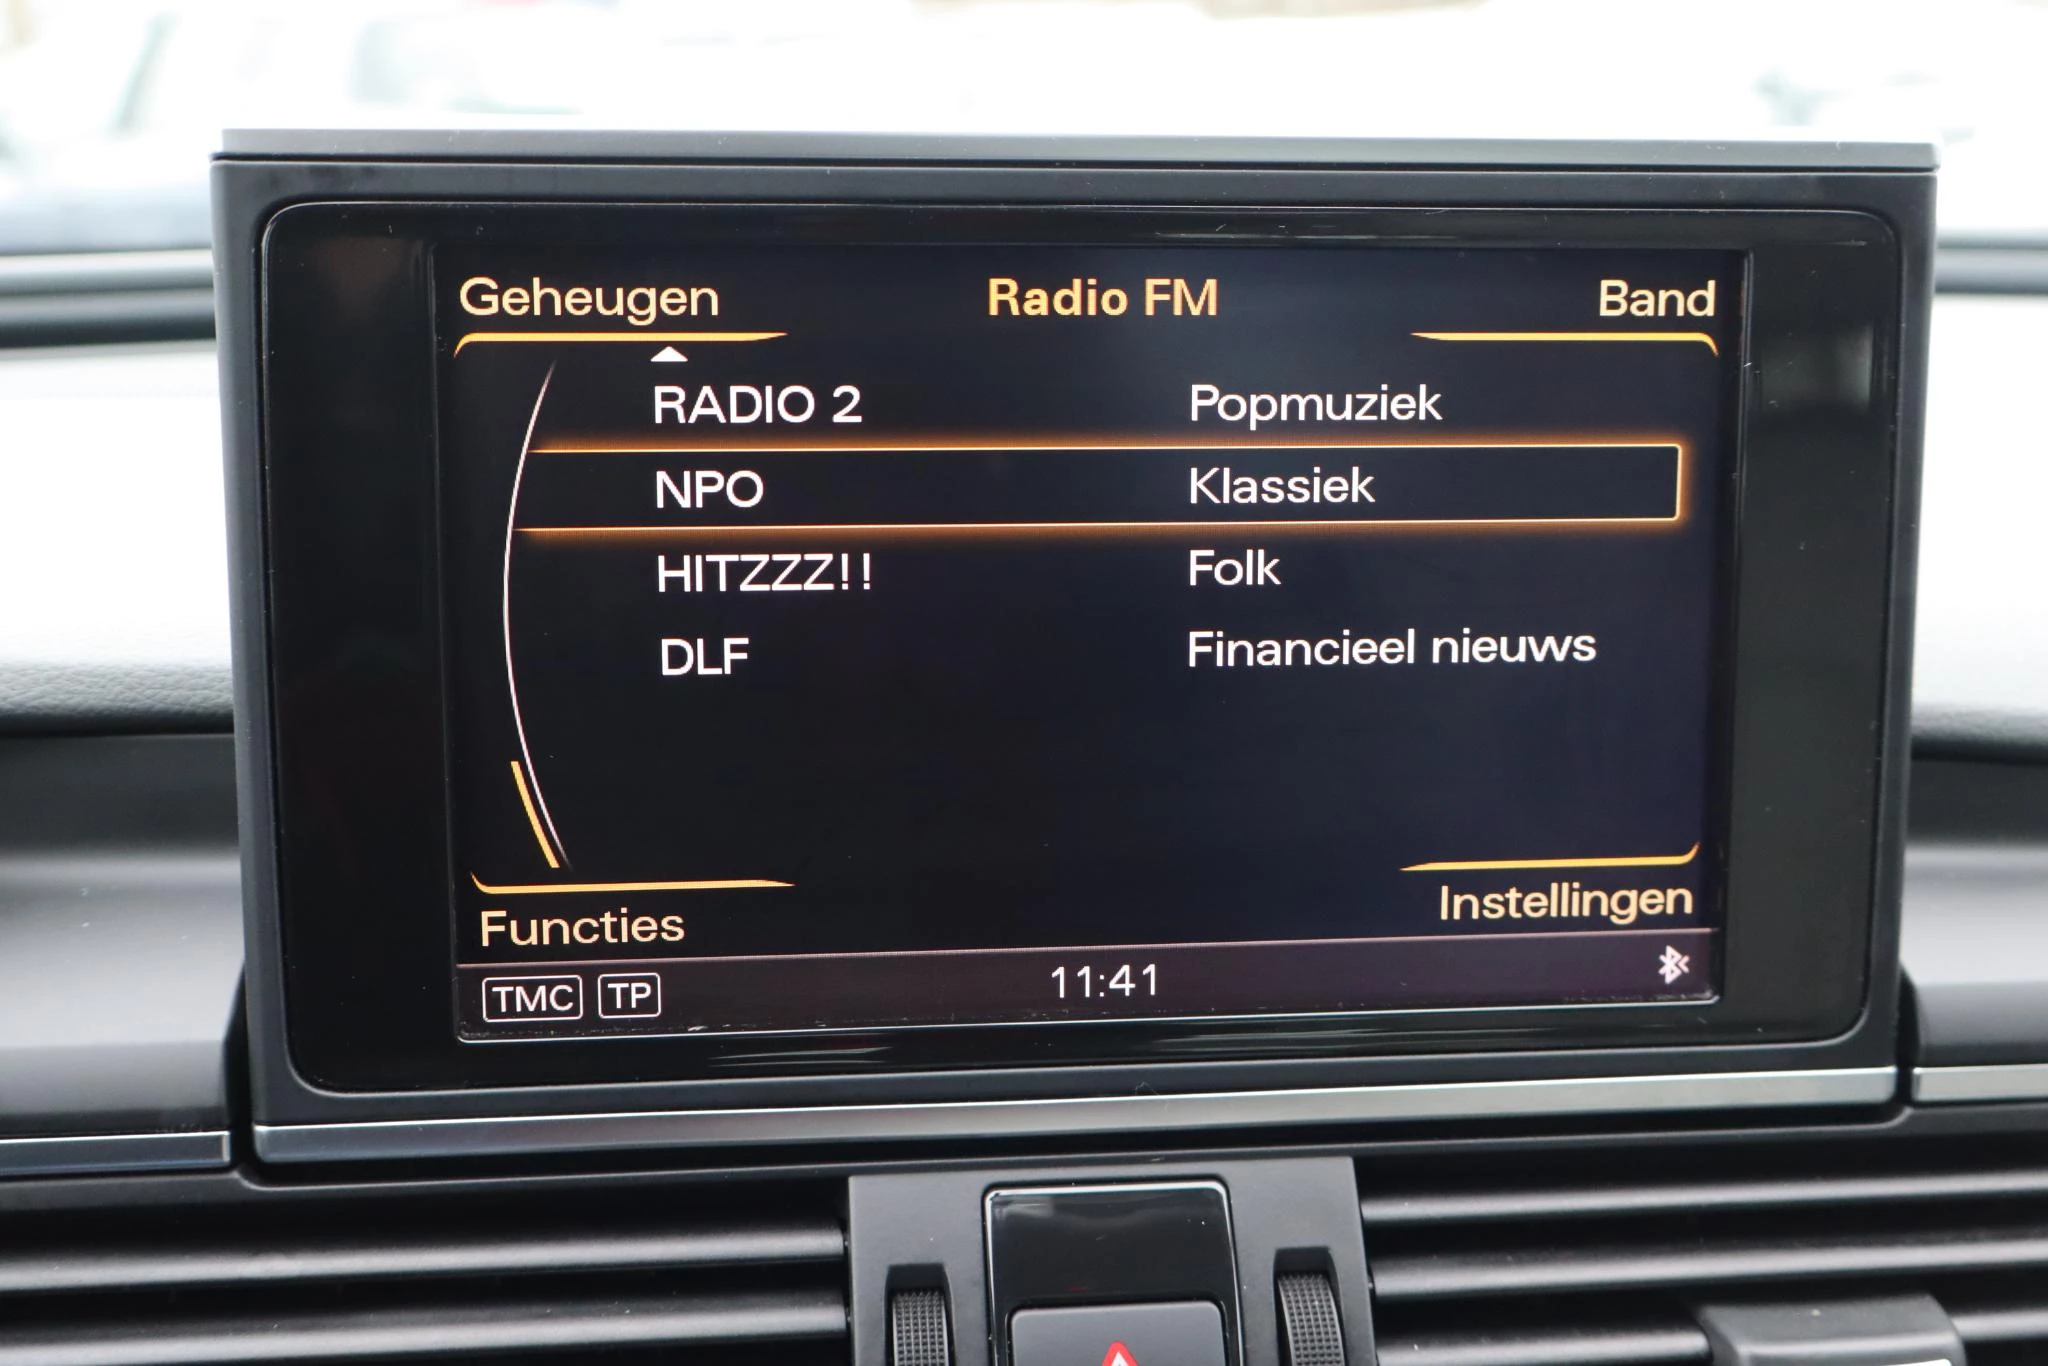 Geheugen Radio FM Band
RADIO 2 Popmuziek
NPO Klassiek
HITZZZ!! Folk
DLF Financieel nieuws
Functies Instellingen
TMC TP 11:41